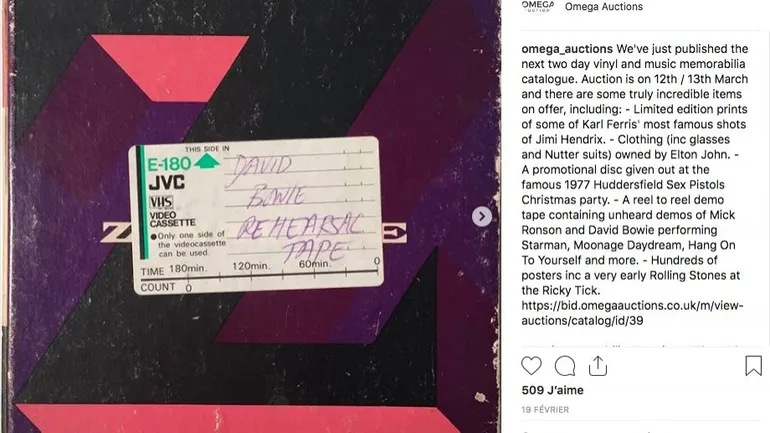 THIS SIDE IN
E-180
JVC
VHS
VIDEO
CASSETTE
●Only one side of
the videocassette
can be used.
DAVID
BOWIE
REHEARSAL
TAPE
TIME 180min. 120min. 60min. 0
COUNT 0
Z
E
OMEGA
Omega Auctions
omega_auctions We've just published the
next two day vinyl and music memorabilia
catalogue. Auction is on 12th / 13th March
and there are some truly incredible items
on offer, including: - Limited edition prints
of some of Karl Ferris' most famous shots
of Jimi Hendrix. - Clothing (inc glasses
and Nutter suits) owned by Elton John. -
A promotional disc given out at the
famous 1977 Huddersfield Sex Pistols
Christmas party. - A reel to reel demo
tape containing unheard demos of Mick
Ronson and David Bowie performing
Starman, Moonage Daydream, Hang On
To Yourself and more. - Hundreds of
posters inc a very early Rolling Stones at
the Ricky Tick.
https://bid.omegaauctions.co.uk/m/view-
auctions/catalog/id/39
509 J'aime
19 FÉVRIER